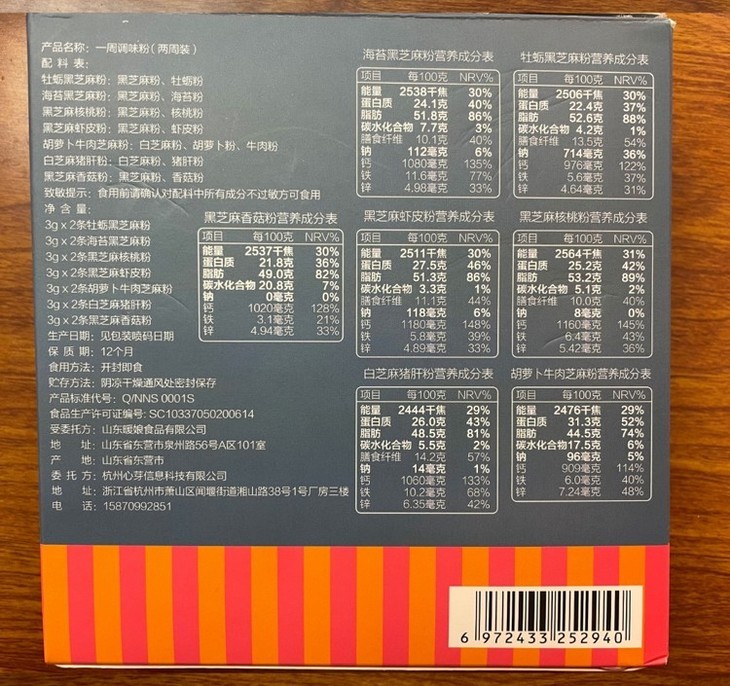 产品名称：一周调味粉（两周装）
配 料 表：
牡蛎黑芝麻粉：黑芝麻粉、牡蛎粉
海苔黑芝麻粉：黑芝麻粉、海苔粉
黑芝麻核桃粉：黑芝麻粉、核桃粉
黑芝麻虾皮粉：黑芝麻粉、虾皮粉
胡萝卜牛肉芝麻粉：白芝麻粉、胡萝卜粉、牛肉粉
白芝麻猪肝粉：白芝麻粉、猪肝粉
黑芝麻香菇粉：黑芝麻粉、香菇粉
致敏提示：食用前请确认对配料中所有成分不过敏方可食用
净 含 量：
3g x 2条牡蛎黑芝麻粉
3g x 2条海苔黑芝麻粉
3g x 2条黑芝麻核桃粉
3g x 2条黑芝麻虾皮粉
3g x 2条胡萝卜牛肉芝麻粉
3g x 2条白芝麻猪肝粉
3g x 2条黑芝麻香菇粉
生产日期：见包装喷码日期
保 质 期：12个月
食用方法：开封即食
贮存方法：阴凉干燥通风处密封保存
产品标准代号：Q/NNS 0001S
食品生产许可证编号：SC10337050200614
受委托方：山东暖娘食品有限公司
地 址：山东省东营市泉州路56号A区101室
产 地：山东省东营市
委 托 方：杭州心芽信息科技有限公司
地 址：浙江省杭州市萧山区闻堰街道湘山路38号1号厂房三楼
电 话：15870992851
海苔黑芝麻粉营养成分表
项目 每100克 NRV%
能量 2538千焦 30%
蛋白质 24.1克 40%
脂肪 51.8克 86%
碳水化合物 7.7克 3%
膳食纤维 10.1克 40%
钠 112毫克 6%
钙 1080毫克 135%
铁 11.6毫克 77%
锌 4.98毫克 33%
牡蛎黑芝麻粉营养成分表
项目 每100克 NRV%
能量 2506千焦 30%
蛋白质 22.4克 37%
脂肪 52.6克 88%
碳水化合物 4.2克 1%
膳食纤维 13.5克 54%
钠 714毫克 36%
钙 976毫克 122%
铁 5.6毫克 37%
锌 4.64毫克 31%
黑芝麻香菇粉营养成分表
项目 每100克 NRV%
能量 2537千焦 30%
蛋白质 21.8克 36%
脂肪 49.0克 82%
碳水化合物 20.8克 7%
钠 0毫克 0%
钙 1020毫克 128%
铁 3.1毫克 21%
锌 4.94毫克 33%
黑芝麻虾皮粉营养成分表
项目 每100克 NRV%
能量 2511千焦 30%
蛋白质 27.5克 46%
脂肪 51.3克 86%
碳水化合物 3.3克 1%
膳食纤维 11.1克 44%
钠 118毫克 6%
钙 1180毫克 148%
铁 5.8毫克 39%
锌 4.89毫克 33%
黑芝麻核桃粉营养成分表
项目 每100克 NRV%
能量 2564千焦 31%
蛋白质 25.2克 42%
脂肪 53.2克 89%
碳水化合物 5.1克 2%
膳食纤维 10.0克 40%
钠 8毫克 0%
钙 1160毫克 145%
铁 6.4毫克 43%
锌 5.42毫克 36%
白芝麻猪肝粉营养成分表
项目 每100克 NRV%
能量 2444千焦 29%
蛋白质 26.0克 43%
脂肪 48.5克 81%
碳水化合物 5.5克 2%
膳食纤维 14.2克 57%
钠 14毫克 1%
钙 1060毫克 133%
铁 10.2毫克 68%
锌 6.35毫克 42%
胡萝卜牛肉芝麻粉营养成分表
项目 每100克 NRV%
能量 2476千焦 29%
蛋白质 31.3克 52%
脂肪 44.5克 74%
碳水化合物 17.5克 6%
钠 96毫克 5%
钙 909毫克 114%
铁 6.0毫克 40%
锌 7.24毫克 48%
6 972433 252940